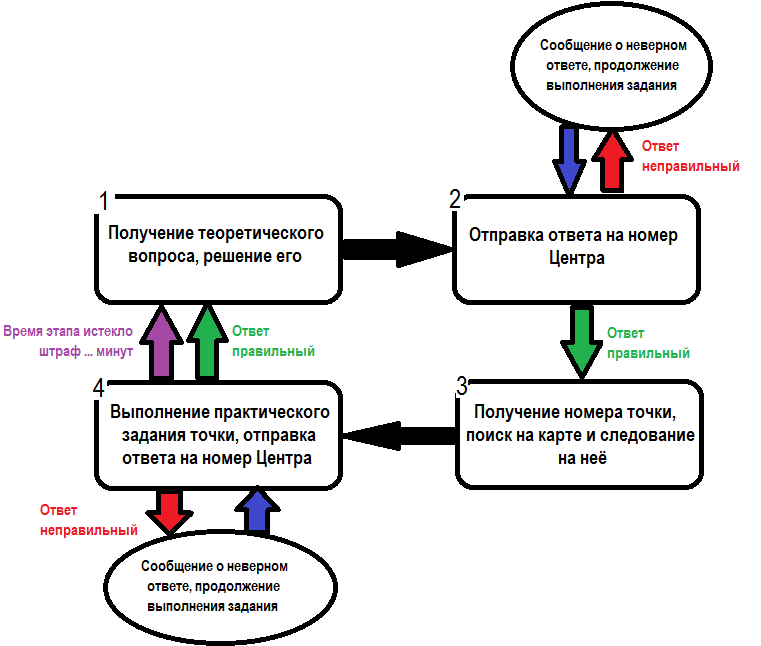 Сообщение о неверном
ответе, продолжение
выполнения задания
Ответ
неправильный
1
Получение теоретического
вопроса, решение его
2
Отправка ответа на номер
Центра
Время этапа истекло
штраф ... минут
Ответ
правильный
Ответ
правильный
4
Выполнение практического
задания точки, отправка
ответа на номер Центра
3
Получение номера точки,
поиск на карте и следование
на неё
Ответ
неправильный
Сообщение о неверном
ответе, продолжение
выполнения задания